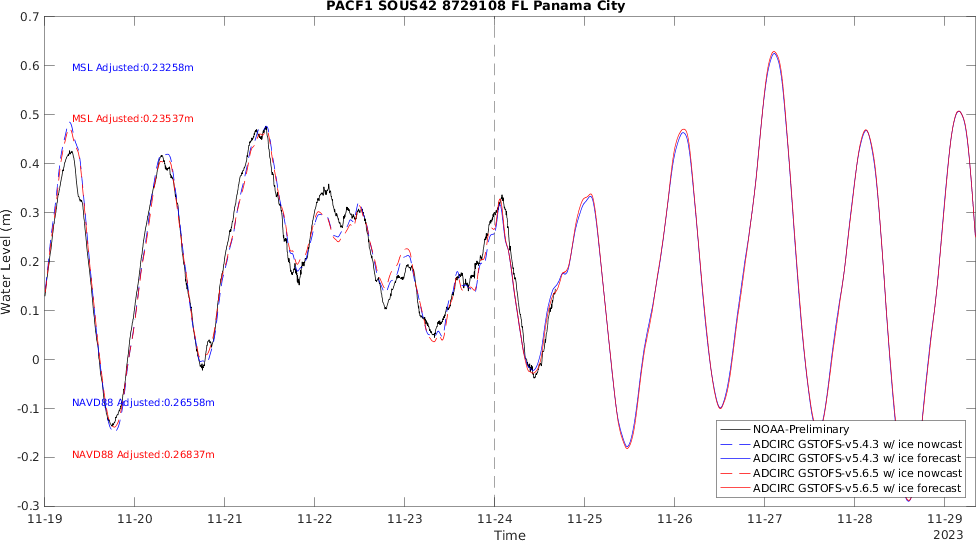 PACF1 SOUS42 8729108 FL Panama City
Water Level (m)
0.7
0.6
0.5
0.4
0.3
0.2
0.1
0
-0.1
-0.2
-0.3
MSL Adjusted:0.23258m
MSL Adjusted:0.23537m
NAVD88 Adjusted:0.26558m
NAVD88 Adjusted:0.26837m
NOAA-Preliminary
ADCIRC GSTOFS-v5.4.3 w/ ice nowcast
ADCIRC GSTOFS-v5.4.3 w/ ice forecast
ADCIRC GSTOFS-v5.6.5 w/ ice nowcast
ADCIRC GSTOFS-v5.6.5 w/ ice forecast
11-19 11-20 11-21 11-22 11-23 11-24 11-25 11-26 11-27 11-28 11-29
Time 2023